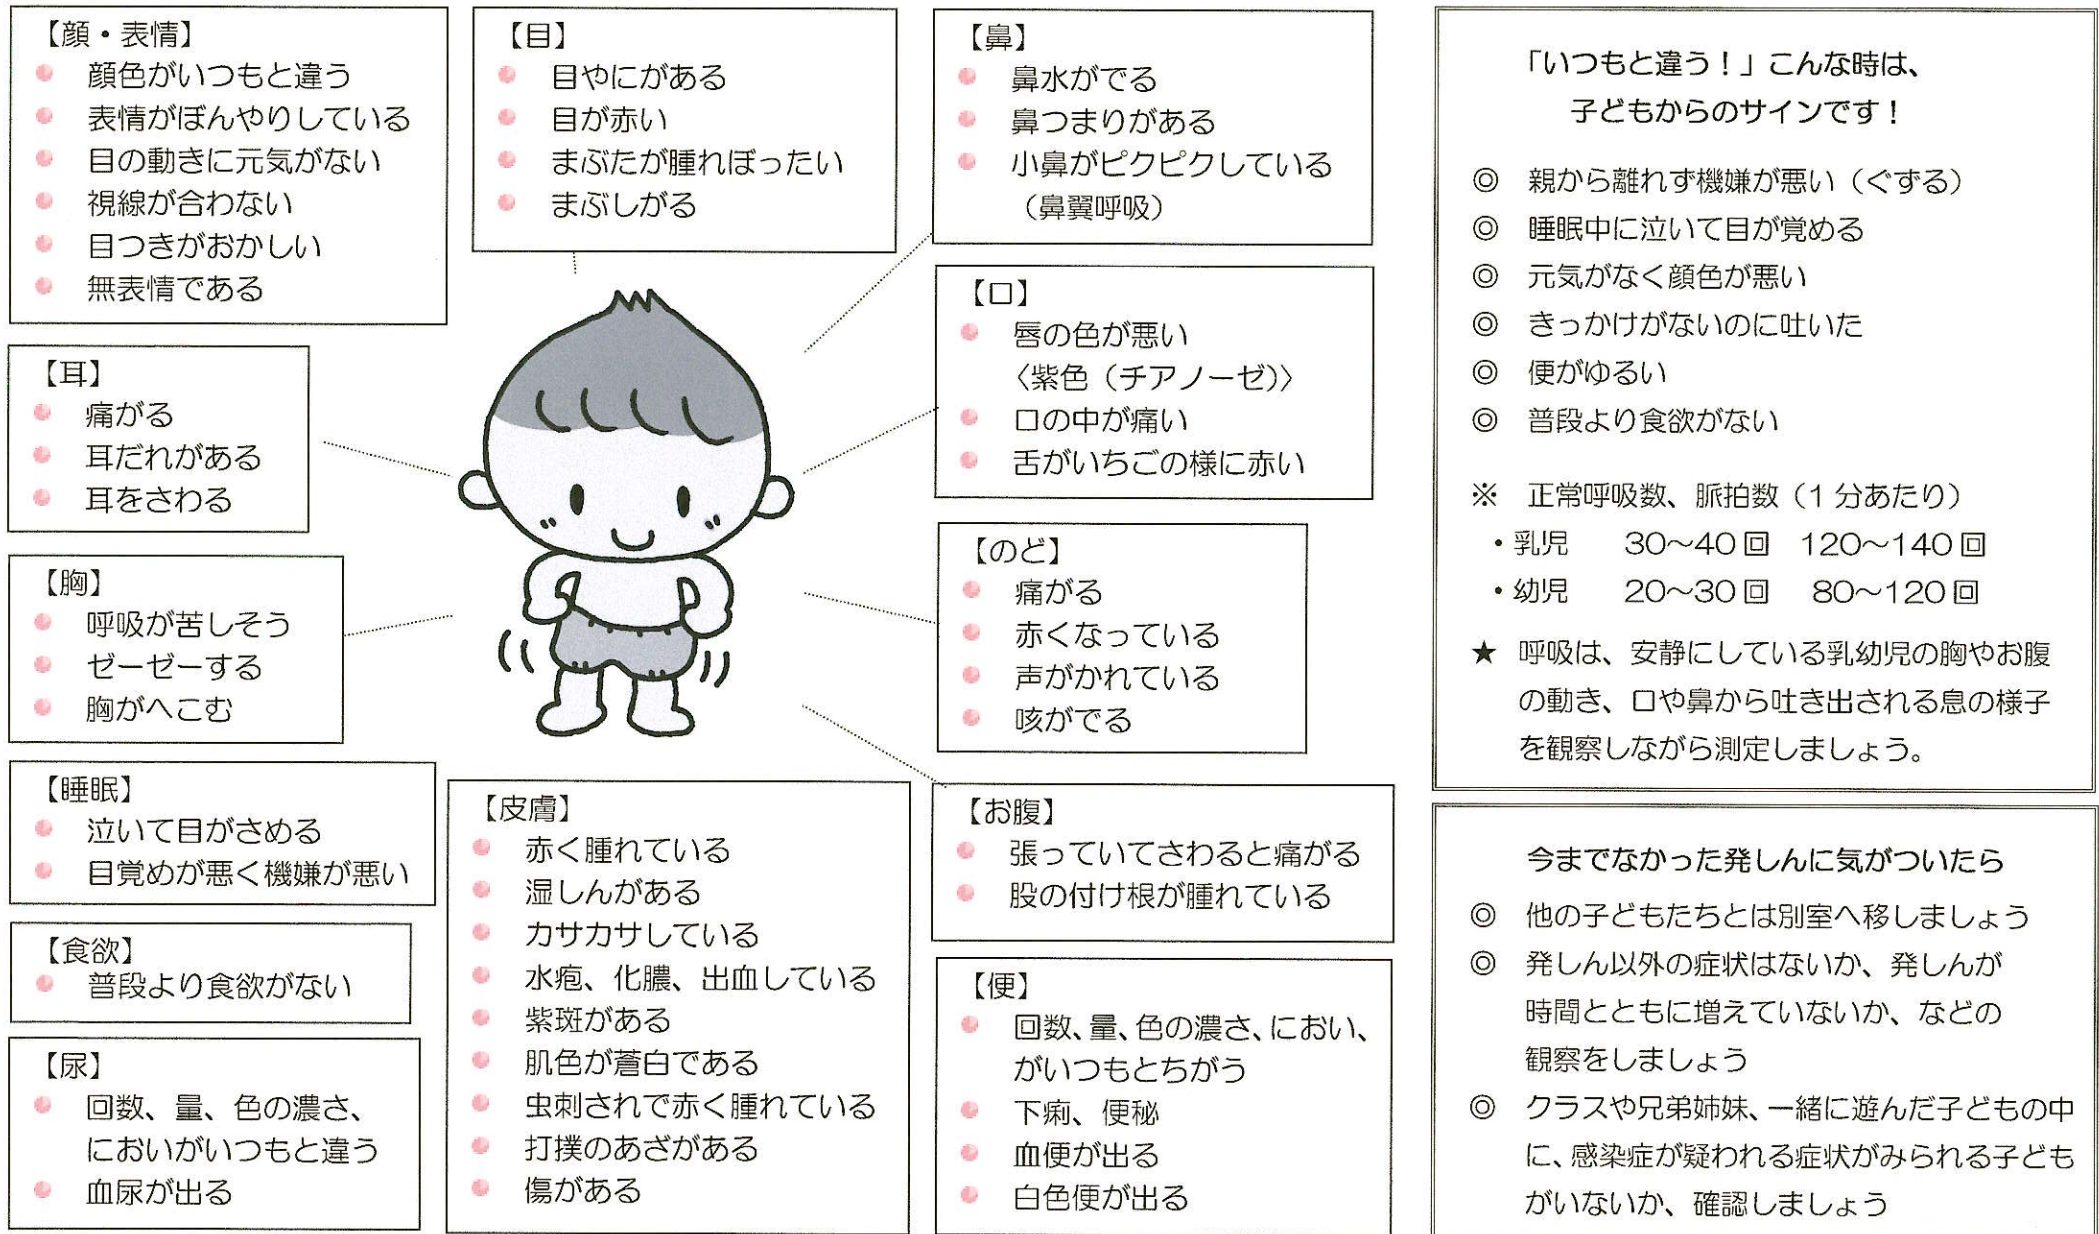 【顔・表情】
顔色がいつもと違う
表情がぼんやりしている
目の動きに元気がない
視線が合わない
目つきがおかしい
無表情である
【目】
目やにがある
目が赤い
まぶたが腫れぼったい
まぶしがる
【鼻】
鼻水がでる
鼻つまりがある
小鼻がピクピクしている
（鼻翼呼吸）
【耳】
痛がる
耳だれがある
耳をさわる
【口】
唇の色が悪い
〈紫色（チアノーゼ）〉
口の中が痛い
舌がいちごの様に赤い
【胸】
呼吸が苦しそう
ゼーゼーする
胸がへこむ
【のど】
痛がる
赤くなっている
声がかれている
咳がでる
【睡眠】
泣いて目がさめる
目覚めが悪く機嫌が悪い
【食欲】
普段より食欲がない
【尿】
回数、量、色の濃さ、
においがいつもと違う
血尿が出る
【皮膚】
赤く腫れている
湿しんがある
カサカサしている
水疱、化膿、出血している
紫斑がある
肌色が蒼白である
虫刺されで赤く腫れている
打撲のあざがある
傷がある
【お腹】
張っていてさわると痛がる
股の付け根が腫れている
【便】
回数、量、色の濃さ、におい、
がいつもとちがう
下痢、便秘
血便が出る
白色便が出る
「いつもと違う！」こんな時は、
子どもからのサインです！
◎ 親から離れず機嫌が悪い（ぐずる）
◎ 睡眠中に泣いて目が覚める
◎ 元気がなく顔色が悪い
◎ きっかけがないのに吐いた
◎ 便がゆるい
◎ 普段より食欲がない
※ 正常呼吸数、脈拍数（1分あたり）
・乳児 30～40回 120～140回
・幼児 20～30回 80～120回
★ 呼吸は、安静にしている乳幼児の胸やお腹
の動き、口や鼻から吐き出される息の様子
を観察しながら測定しましょう。
今までなかった発しんに気がついたら
◎ 他の子どもたちとは別室へ移しましょう
◎ 発しん以外の症状はないか、発しんが
時間とともに増えていないか、などの
観察をしましょう
◎ クラスや兄弟姉妹、一緒に遊んだ子どもの中
に、感染症が疑われる症状がみられる子ども
がいないか、確認しましょう